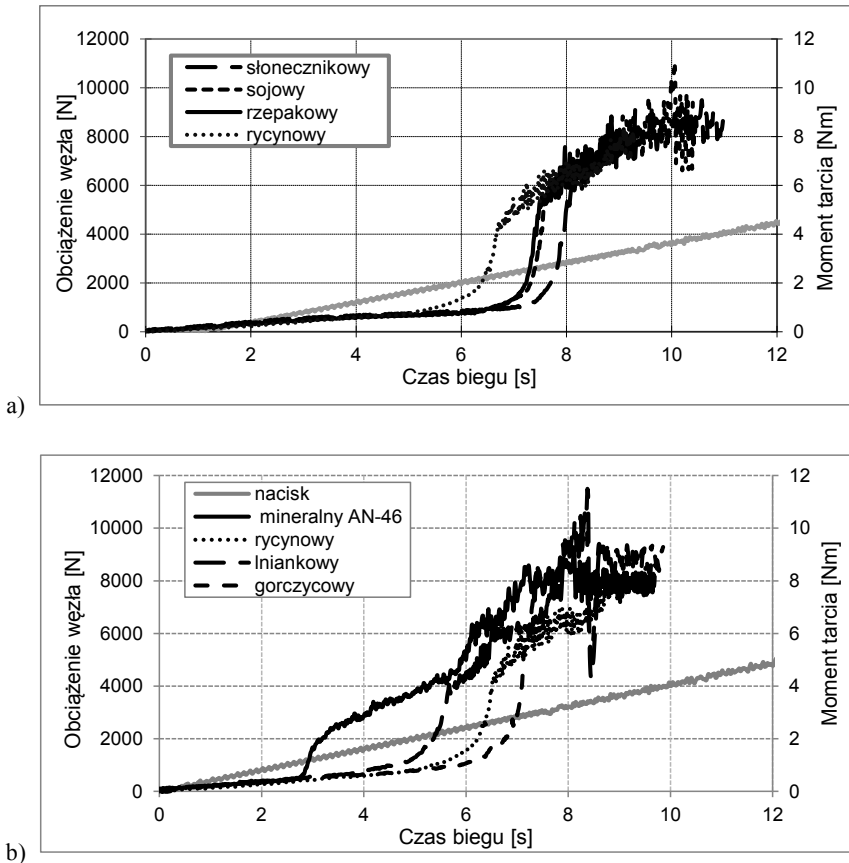 12000
10000
8000
6000
4000
2000
0
Obciążenie węzła [N]
słonecznikowy
sojowy
rzepakowy
rycynowy
12
10
8
6
4
2
0
Moment tarcia [Nm]
0 2 4 6 8 10 12
Czas biegu [s]
a)
12000
10000
8000
6000
4000
2000
0
Obciążenie węzła [N]
nacisk
mineralny AN-46
rycynowy
lniankowy
gorczycowy
12
10
8
6
4
2
0
Moment tarcia [Nm]
0 2 4 6 8 10 12
Czas biegu [s]
b)